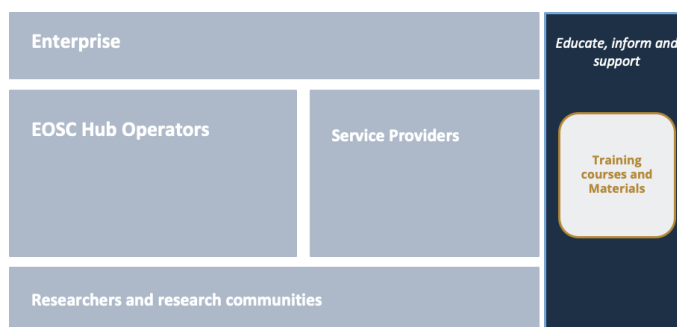 Enterprise
EOSC Hub Operators
Service Providers
Researchers and research communities
Educate, inform and
support
Training
courses and
Materials